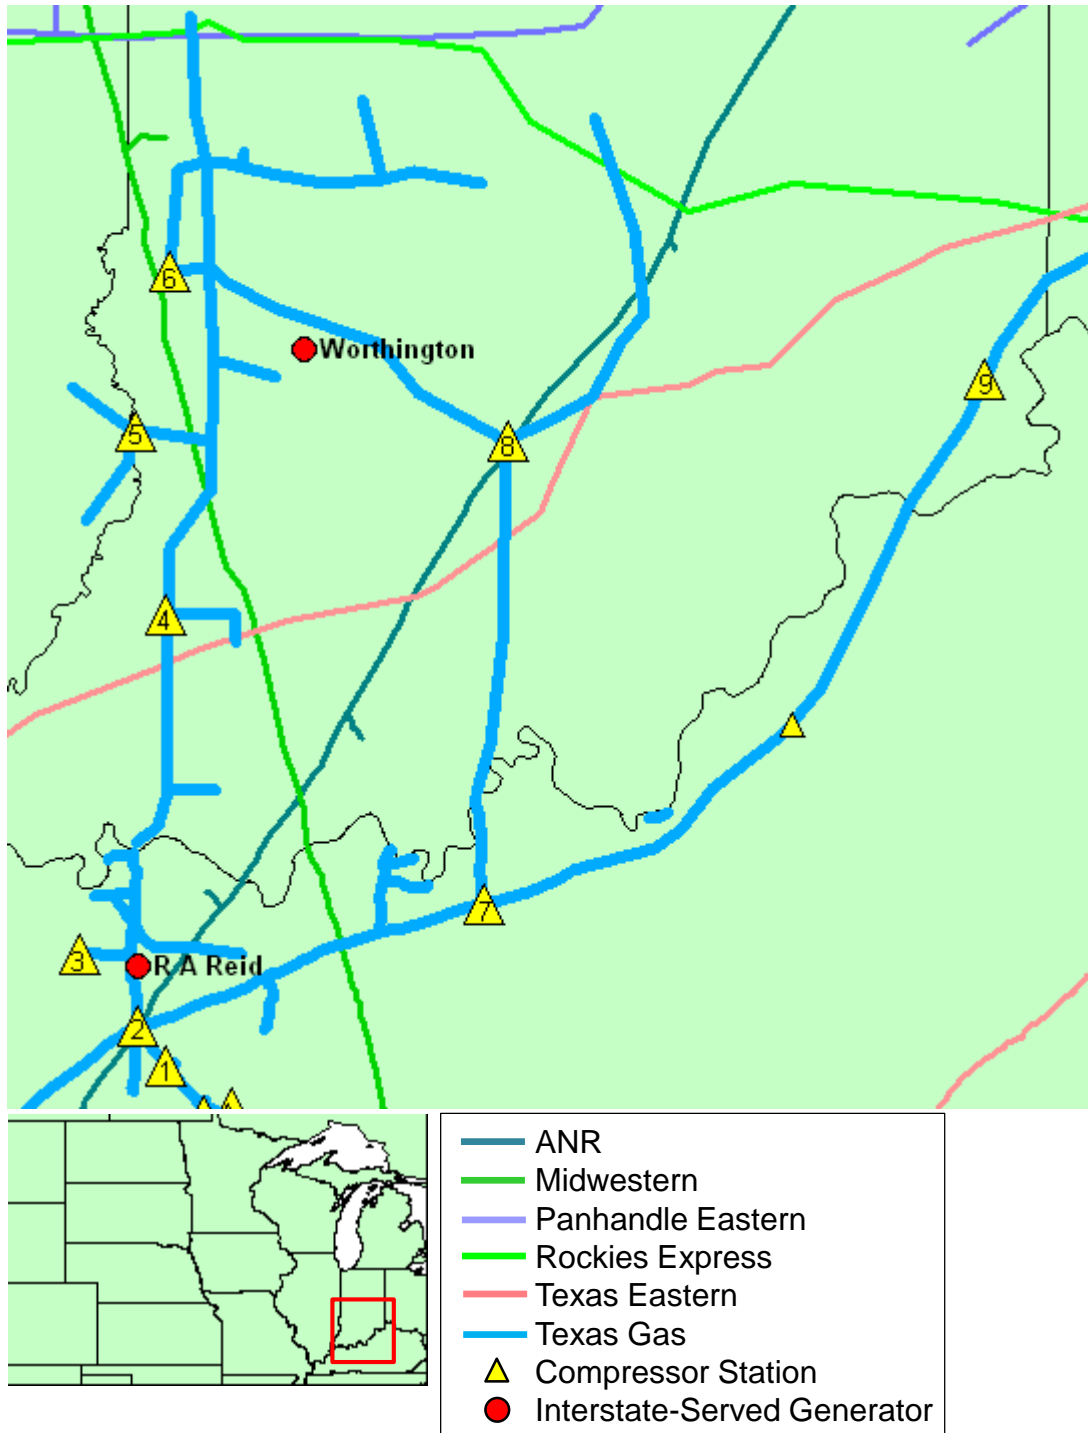 6
Worthington
9
5
8
4
7
3
R A Reid
2
1
ANR
Midwestern
Panhandle Eastern
Rockies Express
Texas Eastern
Texas Gas
Compressor Station
Interstate-Served Generator